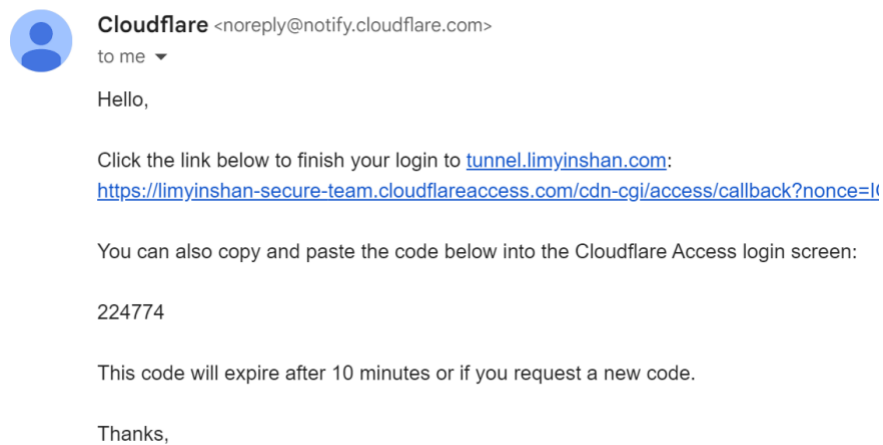 Cloudflare <noreply@notify.cloudflare.com>
to me
Hello,
Click the link below to finish your login to tunnel.limyinshan.com:
https://limyinshan-secure-team.cloudflareaccess.com/cdn-cgi/access/callback?nonce=I
You can also copy and paste the code below into the Cloudflare Access login screen:
224774
This code will expire after 10 minutes or if you request a new code.
Thanks,